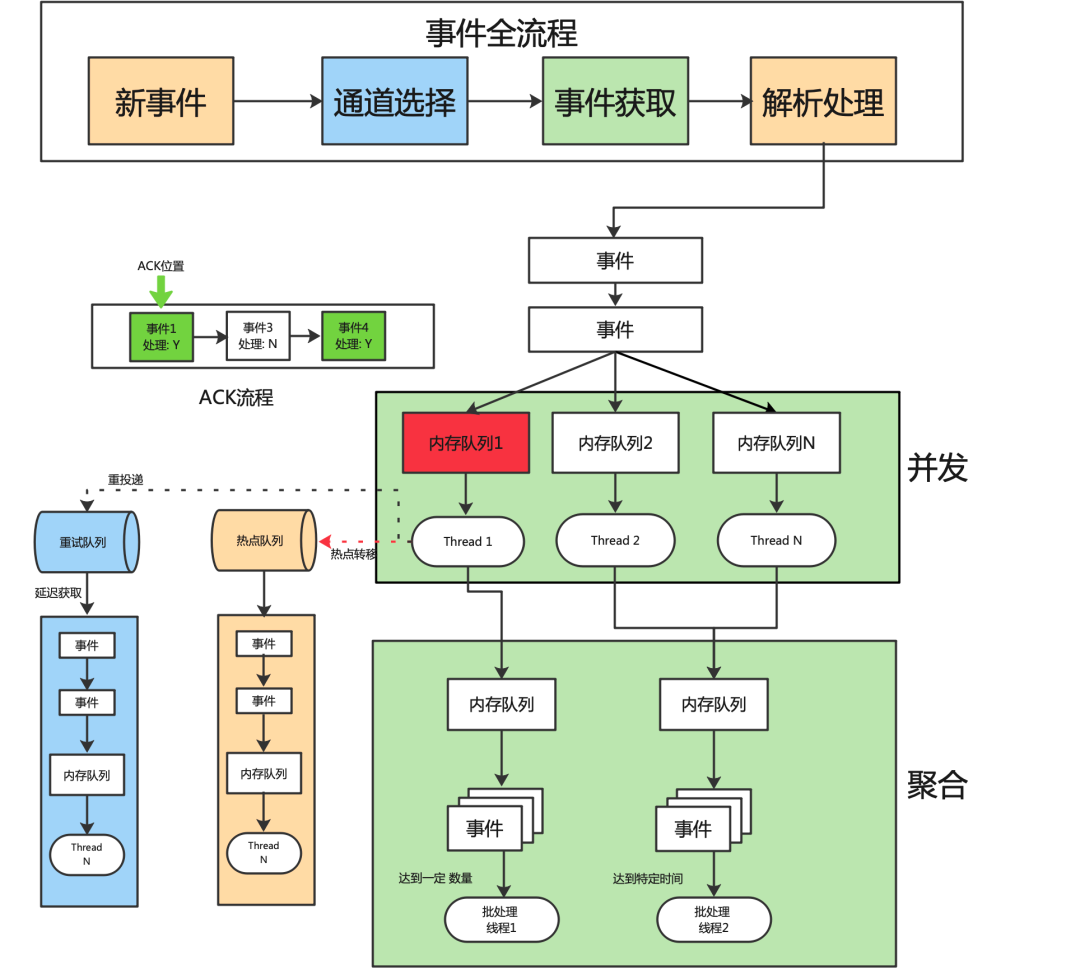 事件全流程
新事件
通道选择
事件获取
解析处理
事件
事件
ACK位置
事件1
处理: Y
事件3
处理: N
事件4
处理: Y
ACK流程
内存队列1
内存队列2
内存队列N
并发
Thread 1
Thread 2
Thread N
重投递
热点转移
重试队列
热点队列
延迟获取
事件
事件
内存队列
Thread
N
事件
事件
内存队列
Thread
N
内存队列
内存队列
聚合
事件
事件
达到一定 数量
达到特定时间
批处理
线程1
批处理
线程2